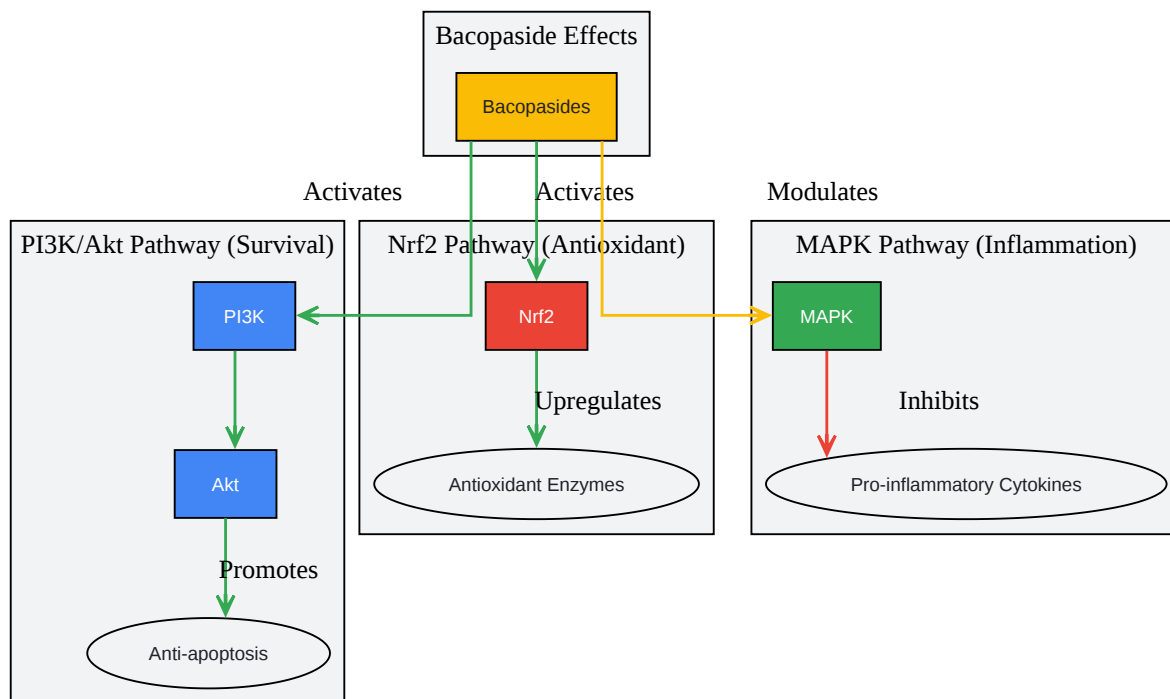 Bacopaside Effects
Bacopasides
Activates
Activates
Modulates
PI3K/Akt Pathway (Survival)
Nrf2 Pathway (Antioxidant)
MAPK Pathway (Inflammation)
PI3K
Nrf2
MAPK
Upregulates
Inhibits
Akt
Antioxidant Enzymes
Pro-inflammatory Cytokines
Promotes
Anti-apoptosis